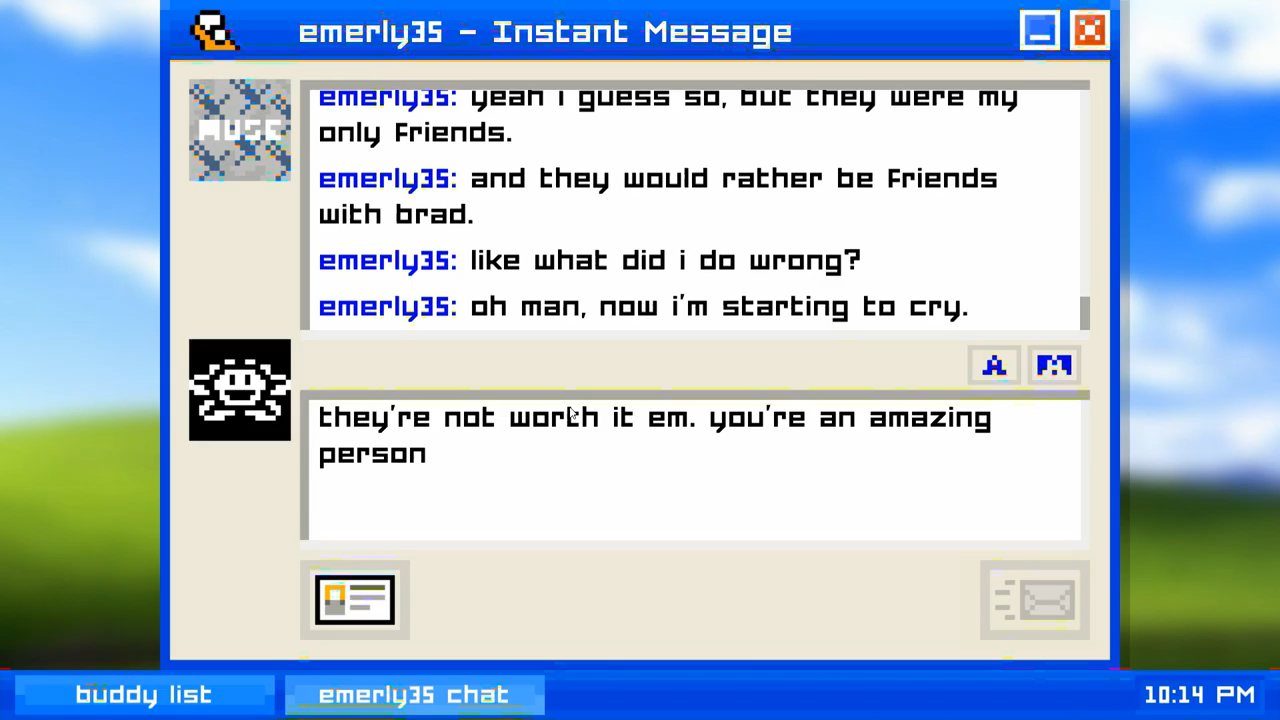 emerly35 - Instant Message
MUSE
emerly35: yeah i guess so, but they were my
only friends.
emerly35: and they would rather be friends
with brad.
emerly35: like what did i do wrong?
emerly35: oh man, now i'm starting to cry.
A
they're not worth it em. you're an amazing
person
buddy list
emerly35 chat
10:14 PM